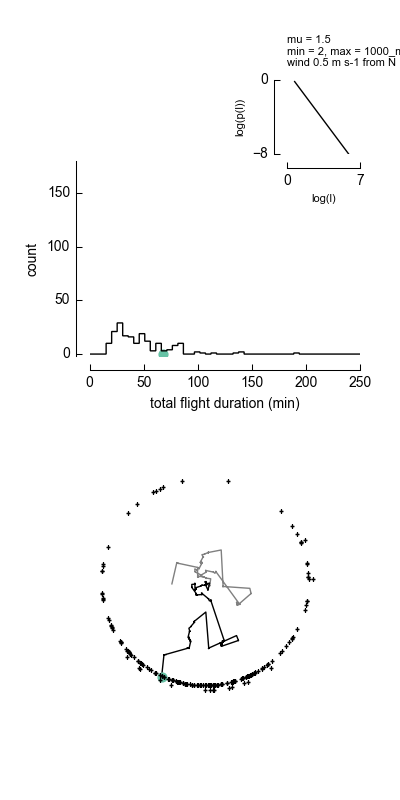 mu = 1.5
min = 2, max = 1000_m
wind 0.5 m s-1 from N
0
log(p(l))
−8
0 7
log(l)
150
100
count
50
0
0 50 100 150 200 250
total flight duration (min)